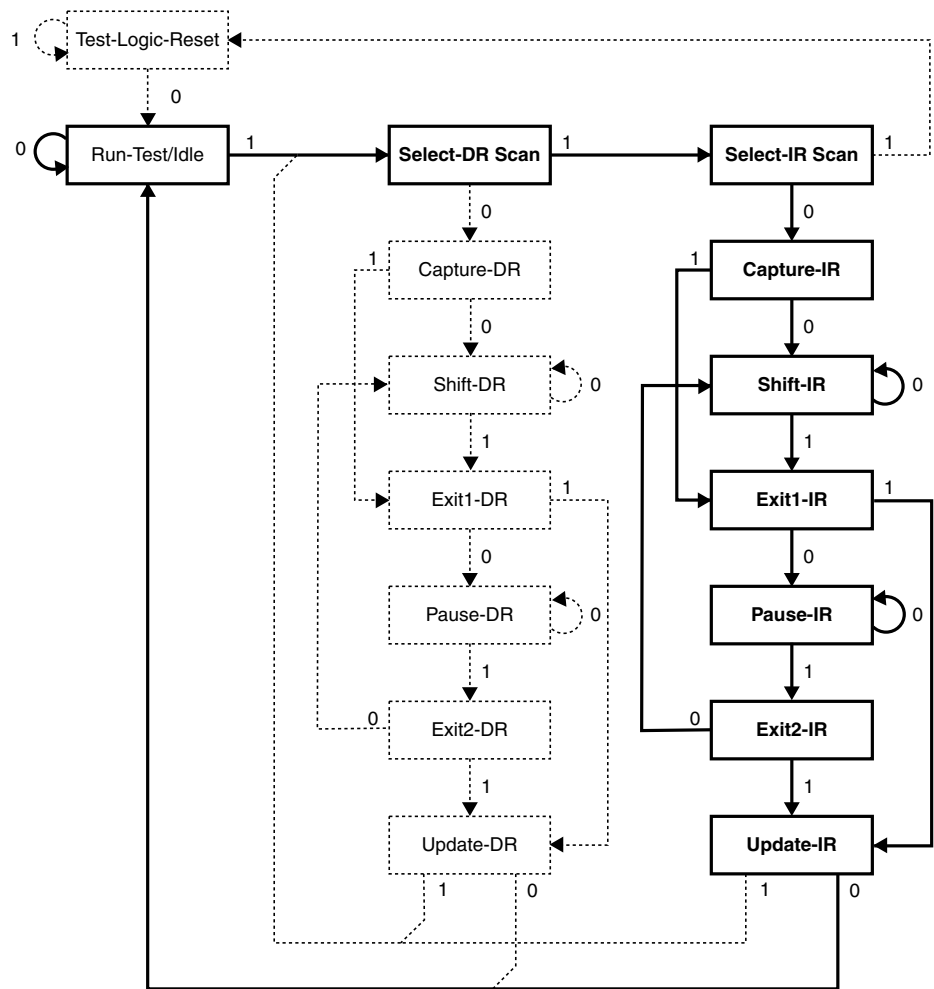 Test-Logic-Reset
1
0
0
Run-Test/Idle
1
Select-DR Scan
1
Select-IR Scan
1
0
0
1
Capture-DR
1
Capture-IR
0
0
Shift-DR
0
Shift-IR
0
1
1
Exit1-DR
1
Exit1-IR
1
0
0
Pause-DR
0
Pause-IR
0
1
1
0
Exit2-DR
0
Exit2-IR
1
1
Update-DR
Update-IR
1
0
1
0